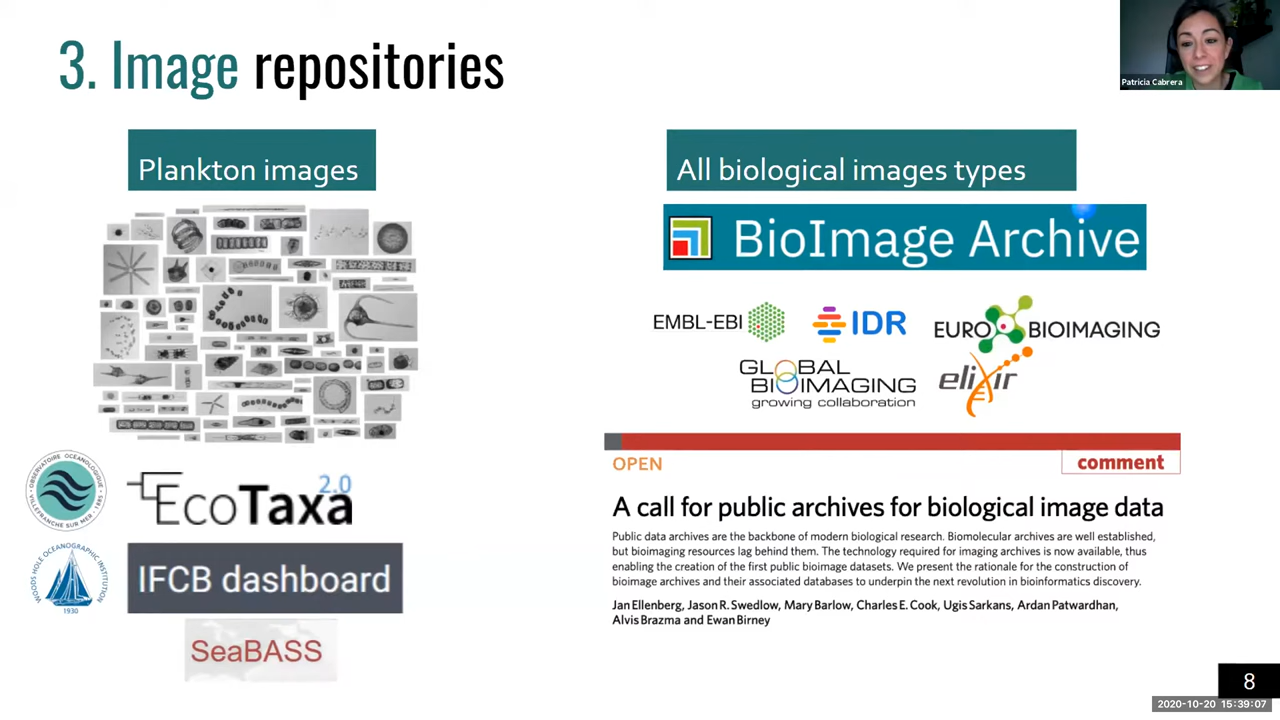 3. Image repositories
Patricia Cabrera
Plankton images
All biological images types
BioImage Archive
EMBL-EBI
IDR
EURO BIOIMAGING
GLOBAL
BIOIMAGING
growing collaboration
elixir
OBSERVATOIRE OCEANOLOGIQUE
VILLEFRANCHE SUR MER - 1885
EcoTaxa 2.0
WOODS HOLE OCEANOGRAPHIC INSTITUTION
1930
IFCB dashboard
SeaBASS
OPEN
comment
A call for public archives for biological image data
Public data archives are the backbone of modern biological research. Biomolecular archives are well established,
but bioimaging resources lag behind them. The technology required for imaging archives is now available, thus
enabling the creation of the first public bioimage datasets. We present the rationale for the construction of
bioimage archives and their associated databases to underpin the next revolution in bioinformatics discovery.
Jan Ellenberg, Jason R. Swedlow, Mary Barlow, Charles E. Cook, Ugis Sarkans, Ardan Patwardhan,
Alvis Brazma and Ewan Birney
8
2020-10-20 15:39:07